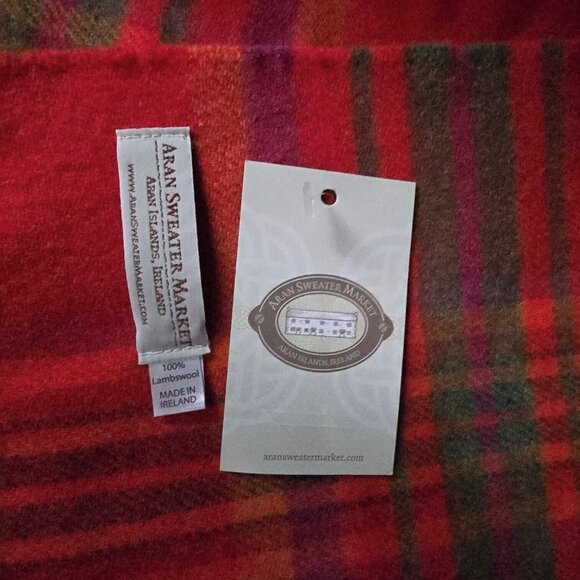 ARAN SWEATER MARKET
ARAN ISLANDS, IRELAND
WWW.ARANSWEATERMARKET.COM
100%
Lambswool
MADE IN
IRELAND
ARAN SWEATER MARKET
ARAN ISLANDS, IRELAND
aransweatermarket.com